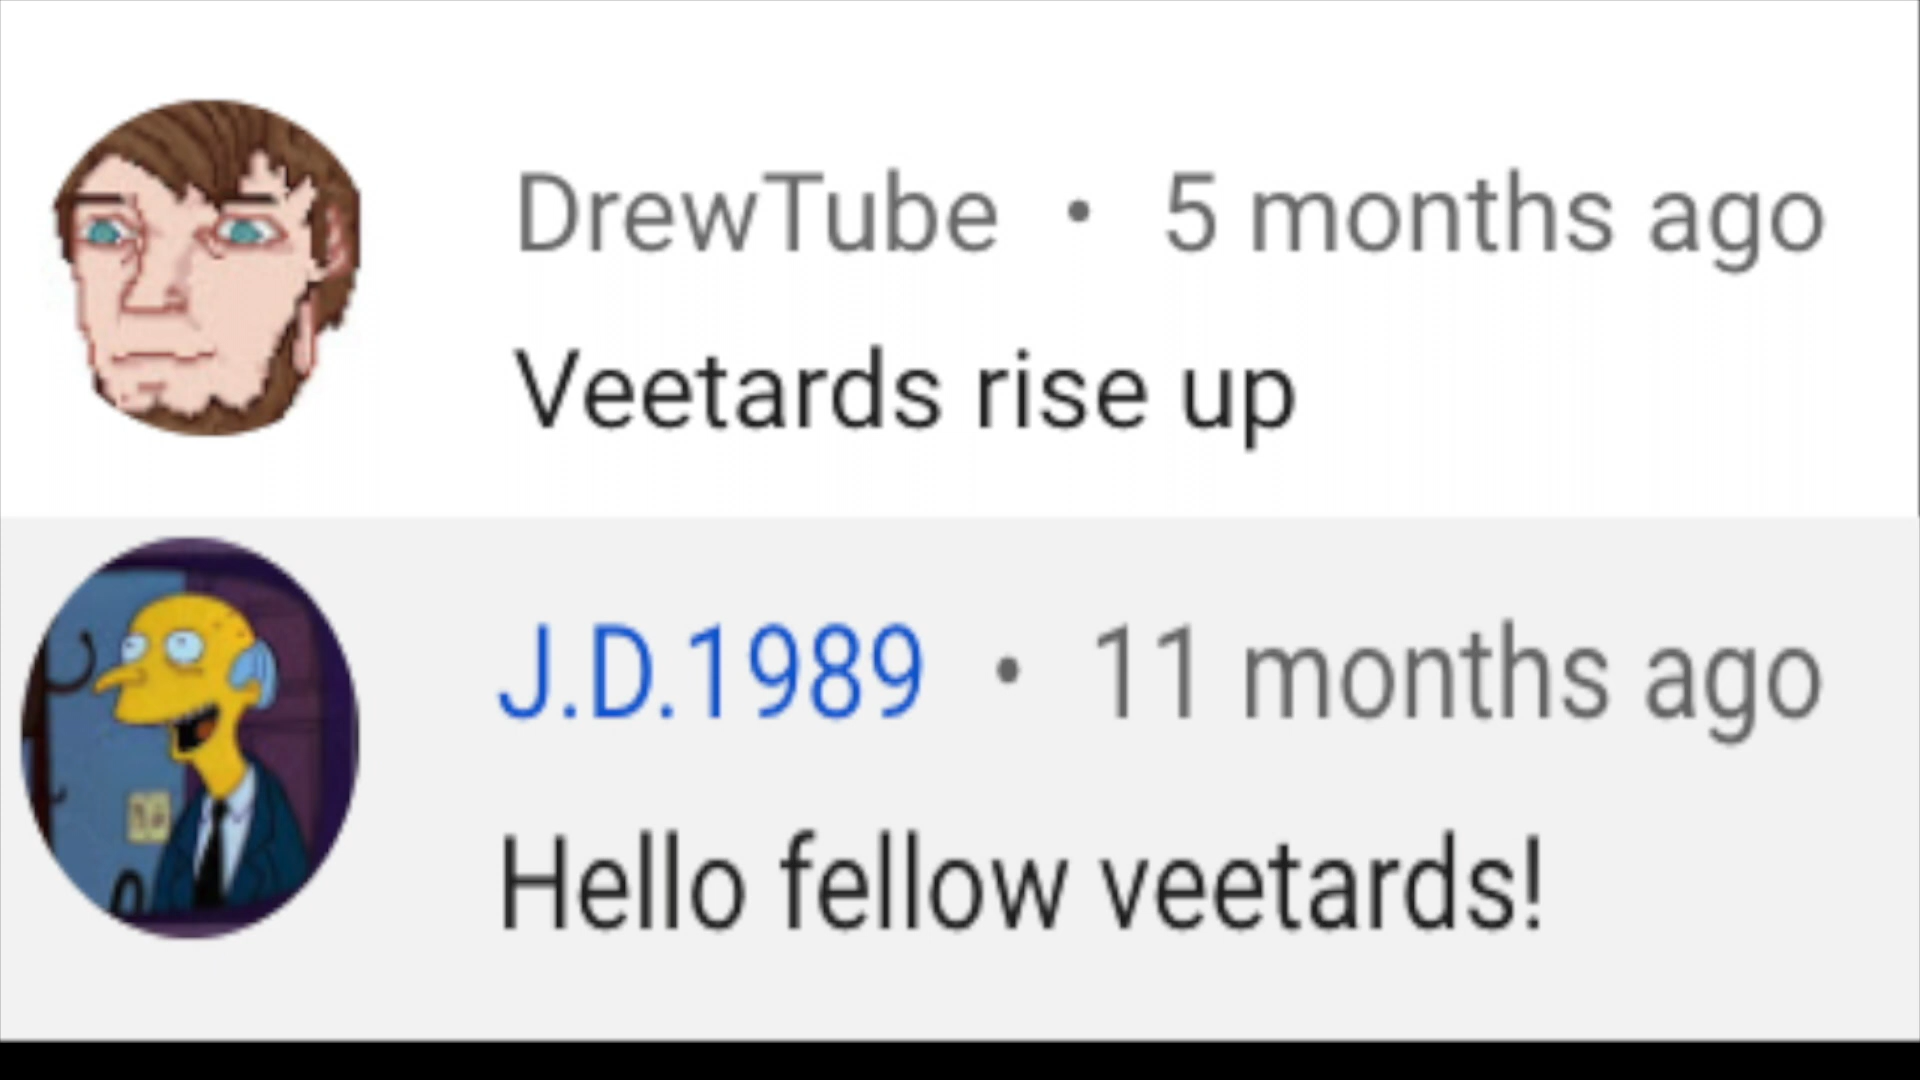 DrewTube • 5 months ago
Veetards rise up
J.D.1989 • 11 months ago
Hello fellow veetards!